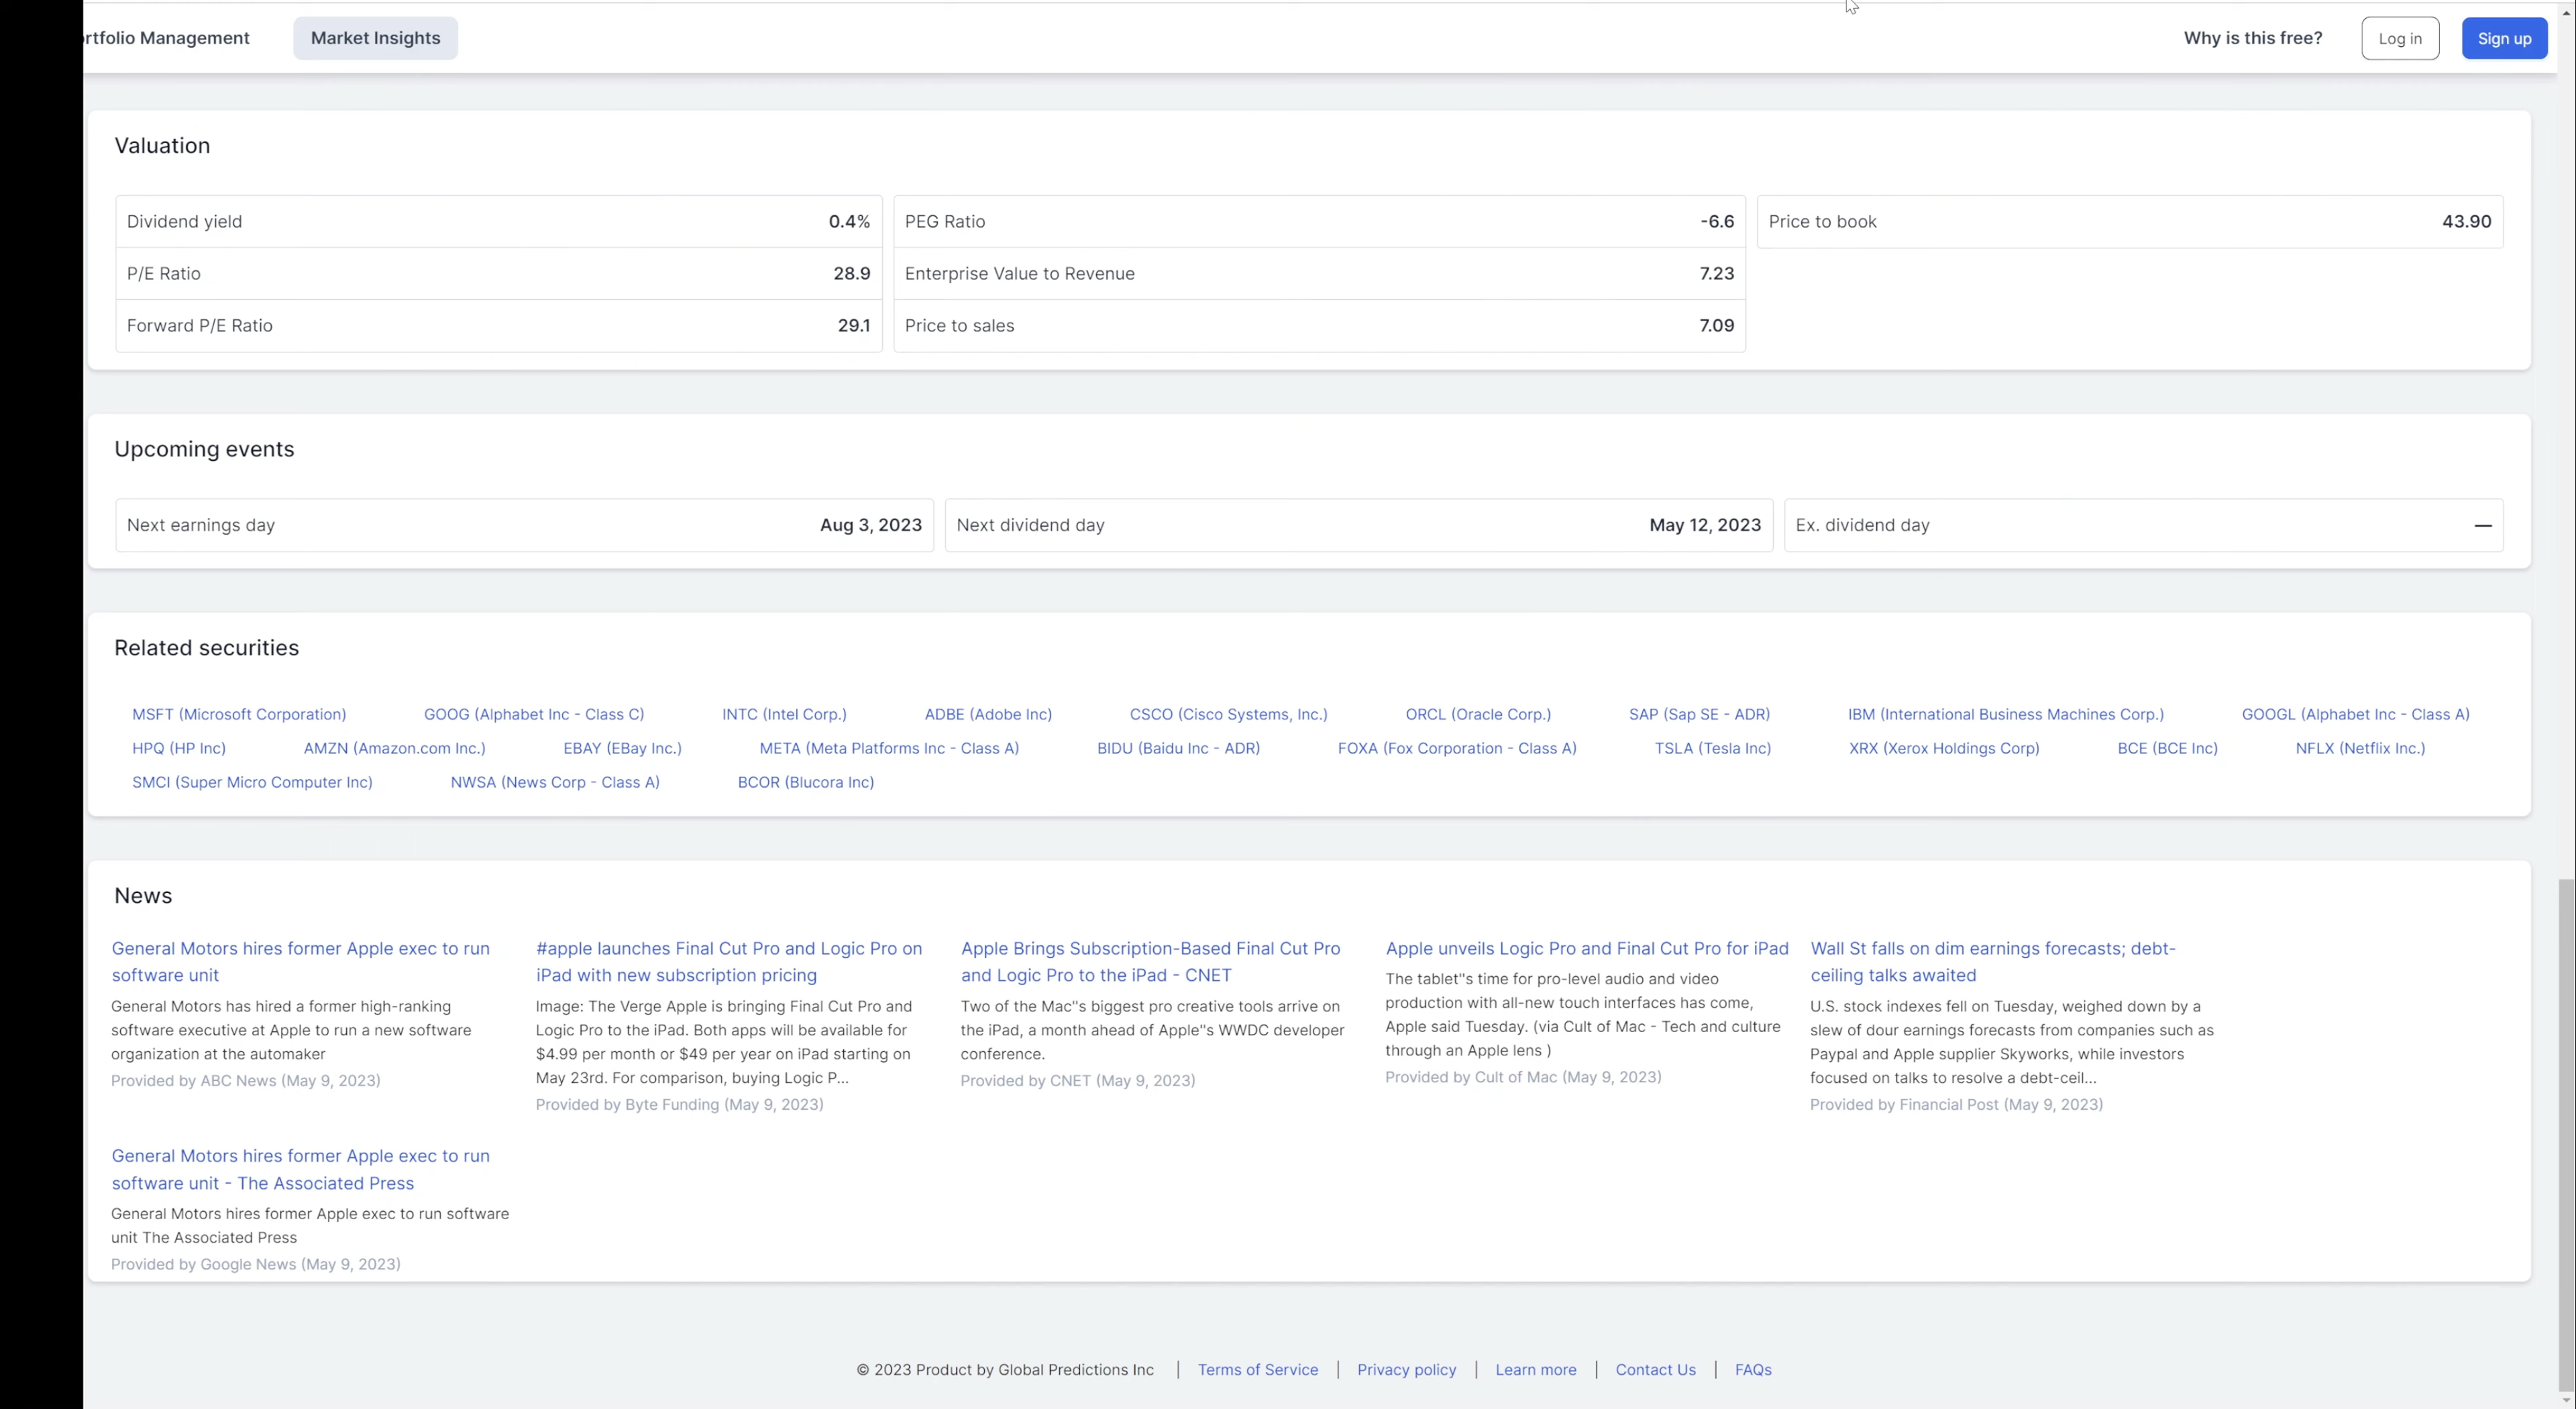 rtfolio Management Market Insights Why is this free? Log in Sign up
Valuation
Dividend yield 0.4% PEG Ratio -6.6 Price to book 43.90
P/E Ratio 28.9 Enterprise Value to Revenue 7.23
Forward P/E Ratio 29.1 Price to sales 7.09
Upcoming events
Next earnings day Aug 3, 2023 Next dividend day May 12, 2023 Ex. dividend day —
Related securities
MSFT (Microsoft Corporation) GOOG (Alphabet Inc - Class C) INTC (Intel Corp.) ADBE (Adobe Inc) CSCO (Cisco Systems, Inc.) ORCL (Oracle Corp.) SAP (Sap SE - ADR) IBM (International Business Machines Corp.) GOOGL (Alphabet Inc - Class A)
HPQ (HP Inc) AMZN (Amazon.com Inc.) EBAY (EBay Inc.) META (Meta Platforms Inc - Class A) BIDU (Baidu Inc - ADR) FOXA (Fox Corporation - Class A) TSLA (Tesla Inc) XRX (Xerox Holdings Corp) BCE (BCE Inc) NFLX (Netflix Inc.)
SMCI (Super Micro Computer Inc) NWSA (News Corp - Class A) BCOR (Blucora Inc)
News
General Motors hires former Apple exec to run
software unit
General Motors has hired a former high-ranking
software executive at Apple to run a new software
organization at the automaker
Provided by ABC News (May 9, 2023)
#apple launches Final Cut Pro and Logic Pro on
iPad with new subscription pricing
Image: The Verge Apple is bringing Final Cut Pro and
Logic Pro to the iPad. Both apps will be available for
$4.99 per month or $49 per year on iPad starting on
May 23rd. For comparison, buying Logic P...
Provided by Byte Funding (May 9, 2023)
Apple Brings Subscription-Based Final Cut Pro
and Logic Pro to the iPad - CNET
Two of the Mac''s biggest pro creative tools arrive on
the iPad, a month ahead of Apple''s WWDC developer
conference.
Provided by CNET (May 9, 2023)
Apple unveils Logic Pro and Final Cut Pro for iPad
The tablet''s time for pro-level audio and video
production with all-new touch interfaces has come,
Apple said Tuesday. (via Cult of Mac - Tech and culture
through an Apple lens )
Provided by Cult of Mac (May 9, 2023)
Wall St falls on dim earnings forecasts; debt-
ceiling talks awaited
U.S. stock indexes fell on Tuesday, weighed down by a
slew of dour earnings forecasts from companies such as
Paypal and Apple supplier Skyworks, while investors
focused on talks to resolve a debt-ceil...
Provided by Financial Post (May 9, 2023)
General Motors hires former Apple exec to run
software unit - The Associated Press
General Motors hires former Apple exec to run software
unit The Associated Press
Provided by Google News (May 9, 2023)
© 2023 Product by Global Predictions Inc | Terms of Service | Privacy policy | Learn more | Contact Us | FAQs